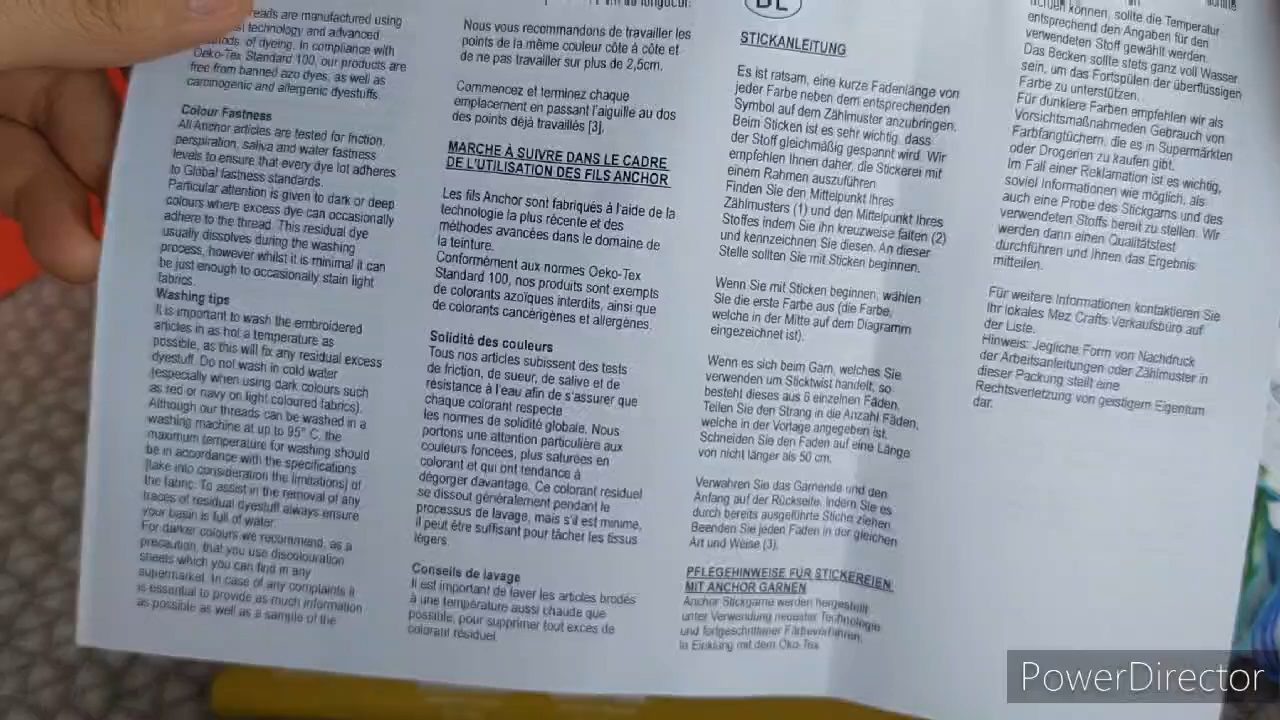 reads are manufactured using
technology and advanced
of dyeing. In compliance with
Oeko-Tex Standard 100, our products are
free from banned azo dyes, as well as
carcinogenic and allergenic dyestuffs.
Colour Fastness
All Anchor articles are tested for friction,
perspiration, saliva and water fastness
levels to ensure that every dye lot adheres
to Global fastness standards.
Particular attention is given to dark or deep
colours where excess dye can occasionally
adhere to the thread. This residual dye
usually dissolves during the washing
process, however whilst it is minimal it can
be just enough to occasionally stain light
fabrics.
Washing tips
It is important to wash the embroidered
articles in as hot a temperature as
possible, as this will fix any residual excess
dyestuff. Do not wash in cold water
(especially when using dark colours such
as red or navy on light coloured fabrics).
Although our threads can be washed in a
washing machine at up to 95° C, the
maximum temperature for washing should
be in accordance with the specifications
[take into consideration the limitations] of
the fabric. To assist in the removal of any
traces of residual dyestuff always ensure
your basin is full of water.
For darker colours we recommend, as a
precaution, that you use discolouration
sheets which you can find in any
supermarket. In case of any complaints it
is essential to provide as much information
as possible as well as a sample of the
Nous vous recommandons de travailler les
points de la même couleur côte à côte et
de ne pas travailler sur plus de 2,5cm.
Commencez et terminez chaque
emplacement en passant l'aiguille au dos
des points déjà travaillés [3].
MARCHE À SUIVRE DANS LE CADRE
DE L'UTILISATION DES FILS ANCHOR
Les fils Anchor sont fabriqués à l'aide de la
technologie la plus récente et des
méthodes avancées dans le domaine de
la teinture.
Conformément aux normes Oeko-Tex
Standard 100, nos produits sont exempts
de colorants azoïques interdits, ainsi que
de colorants cancérigènes et allergènes.
Solidité des couleurs
Tous nos articles subissent des tests
de friction, de sueur, de salive et de
résistance à l'eau afin de s'assurer que
chaque colorant respecte
les normes de solidité globale. Nous
portons une attention particulière aux
couleurs foncées, plus saturées en
colorant et qui ont tendance à
dégorger davantage. Ce colorant residuel
se dissout généralement pendant le
processus de lavage, mais s'il est minime,
il peut être suffisant pour tâcher les tissus
légers.
Conseils de lavage
Il est important de laver les articles brodés
à une température aussi chaude que
possible, pour supprimer tout exces de
colorant résiduel.
STICKANLEITUNG
Es ist ratsam, eine kurze Fadenlänge von
jeder Farbe neben dem entsprechenden
Symbol auf dem Zählmuster anzubringen.
Beim Sticken ist es sehr wichtig, dass
der Stoff gleichmäßig gespannt wird. Wir
empfehlen Ihnen daher, die Stickerei mit
einem Rahmen auszuführen.
Finden Sie den Mittelpunkt Ihres
Zählmusters (1) und den Mittelpunkt Ihres
Stoffes indem Sie ihn kreuzweise falten (2)
und kennzeichnen Sie diesen. An dieser
Stelle sollten Sie mit Sticken beginnen.
Wenn Sie mit Sticken beginnen, wählen
Sie die erste Farbe aus (die Farbe,
welche in der Mitte auf dem Diagramm
eingezeichnet ist).
Wenn es sich beim Garn, welches Sie
verwenden um Sticktwist handelt, so
besteht dieses aus 6 einzelnen Fäden.
Teilen Sie den Strang in die Anzahl Fäden,
welche in der Vorlage angegeben ist.
Schneiden Sie den Faden auf eine Länge
von nicht länger als 50 cm.
Verwahren Sie das Garnende und den
Anfang auf der Rückseite, indem Sie es
durch bereits ausgeführte Stiche ziehen.
Beenden Sie jeden Faden in der gleichen
Art und Weise (3).
PFLEGEHINWEISE FÜR STICKEREIEN
MIT ANCHOR GARNEN
Anchor Stickgarne werden hergestellt
unter Verwendung neuester Technologie
und fortgeschrittener Färbeverfahren,
In Einklang mit dem Öko-Tex
werden können, sollte die Temperatur
entsprechend den Angaben für den
verwendeten Stoff gewählt werden.
Das Becken sollte stets ganz voll Wasser
sein, um das Fortspülen der überflüssigen
Farbe zu unterstützen.
Für dunklere Farben empfehlen wir als
Vorsichtsmaßnahmeden Gebrauch von
Farbfangtüchern, die es in Supermärkten
oder Drogerien zu kaufen gibt.
Im Fall einer Reklamation ist es wichtig,
soviel Informationen wie möglich, als
auch eine Probe des Stickgarns und des
verwendeten Stoffs bereit zu stellen. Wir
werden dann einen Qualitätstest
durchführen und Ihnen das Ergebnis
mitteilen.
Für weitere Informationen kontaktieren Sie
Ihr lokales Mez Crafts Verkaufsbüro auf
der Liste.
Hinweis: Jegliche Form von Nachdruck
der Arbeitsanleitungen oder Zählmuster in
dieser Packung stellt eine
Rechtsverletzung von geistigem Eigentum
dar.
PowerDirector